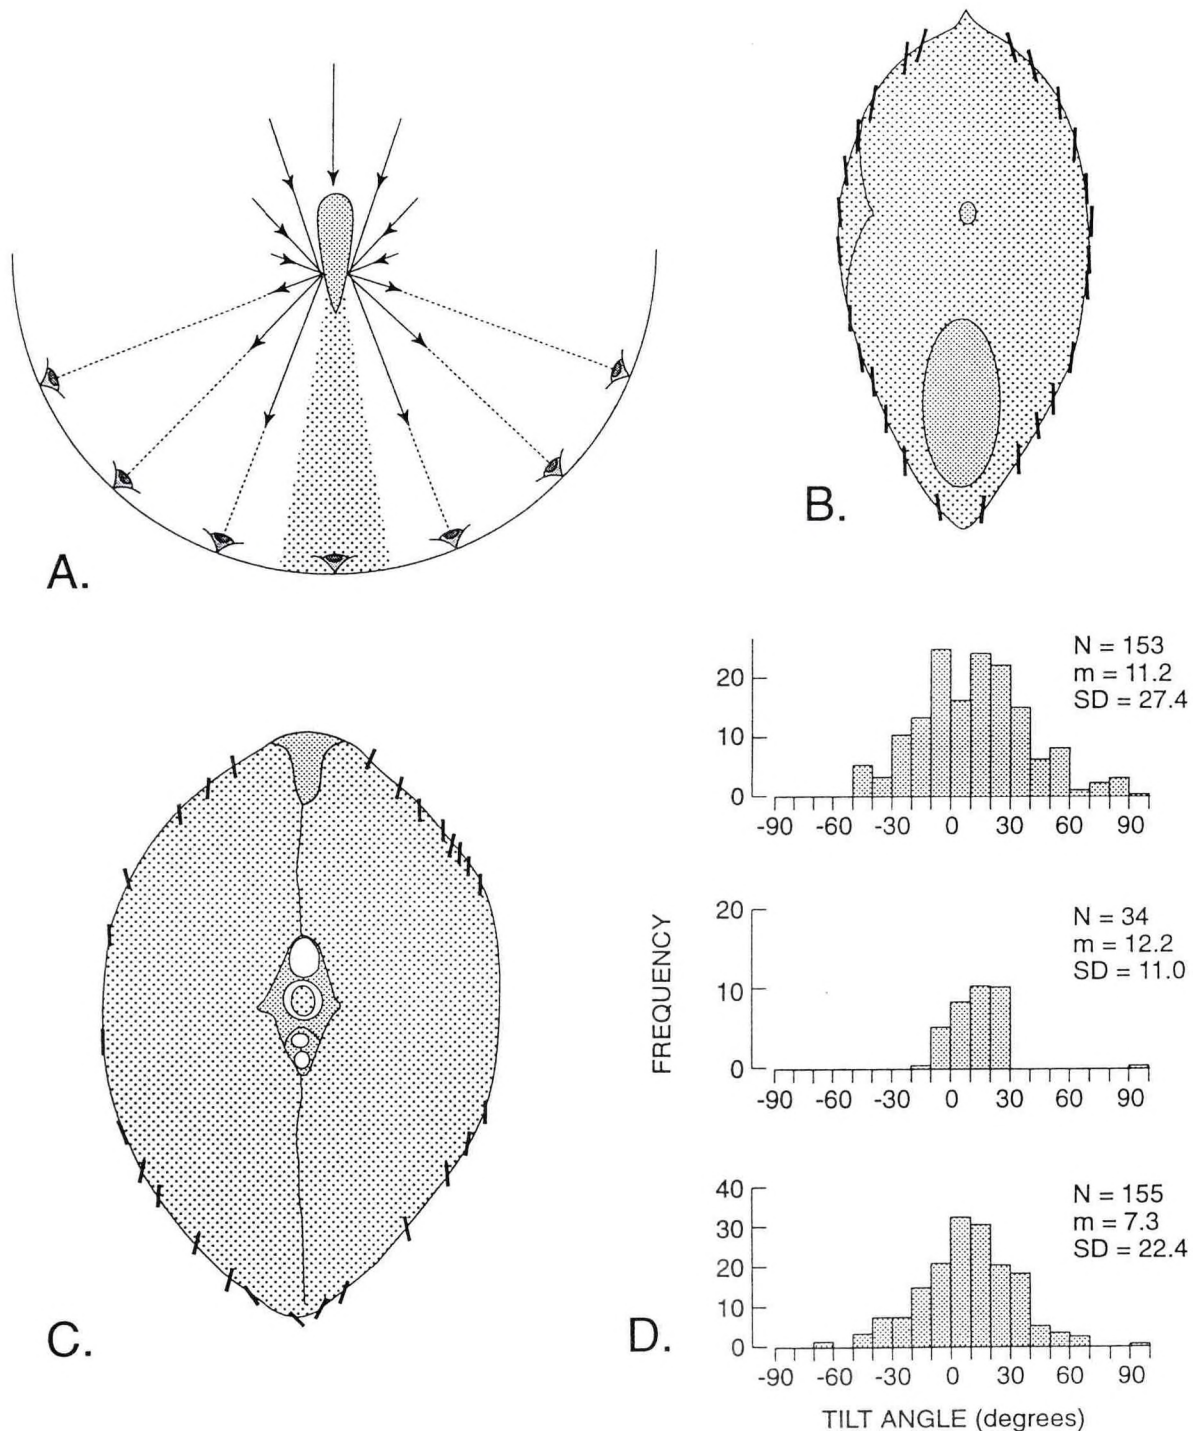 A.
B.
N = 153
m = 11.2
SD = 27.4
20
10
0
-90 -60 -30 0 30 60 90
N = 34
m = 12.2
SD = 11.0
20
10
0
-90 -60 -30 0 30 60 90
FREQUENCY
N = 155
m = 7.3
SD = 22.4
40
30
20
10
0
-90 -60 -30 0 30 60 90
C.
D.
TILT ANGLE (degrees)